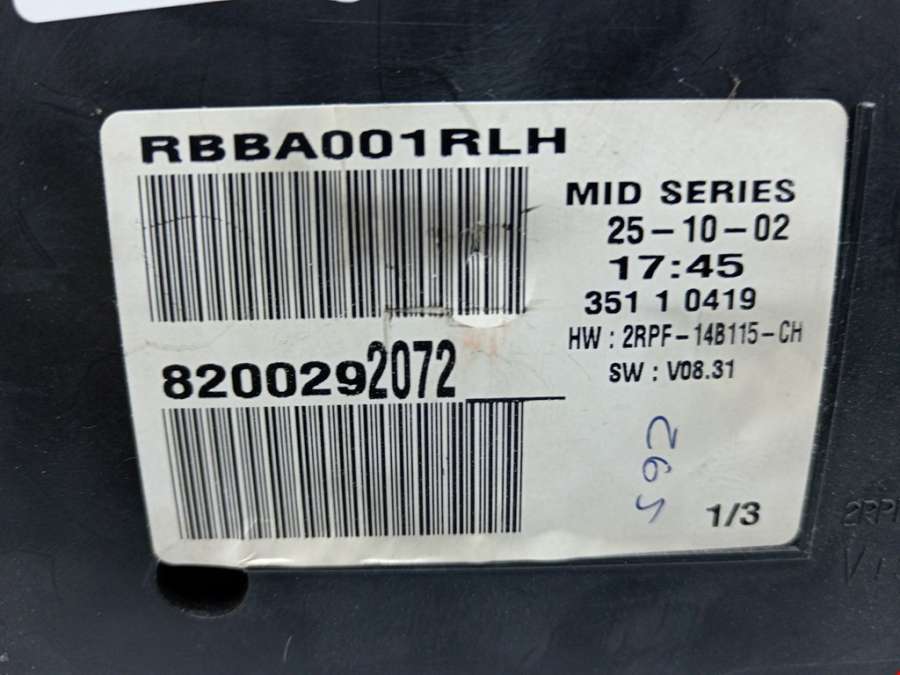 RBBA001RLH
MID SERIES
25-10-02
17:45
351 1 0419
HW : 2RPF-14B115-CH
SW : V08.31
8200292072
1/3
2RP